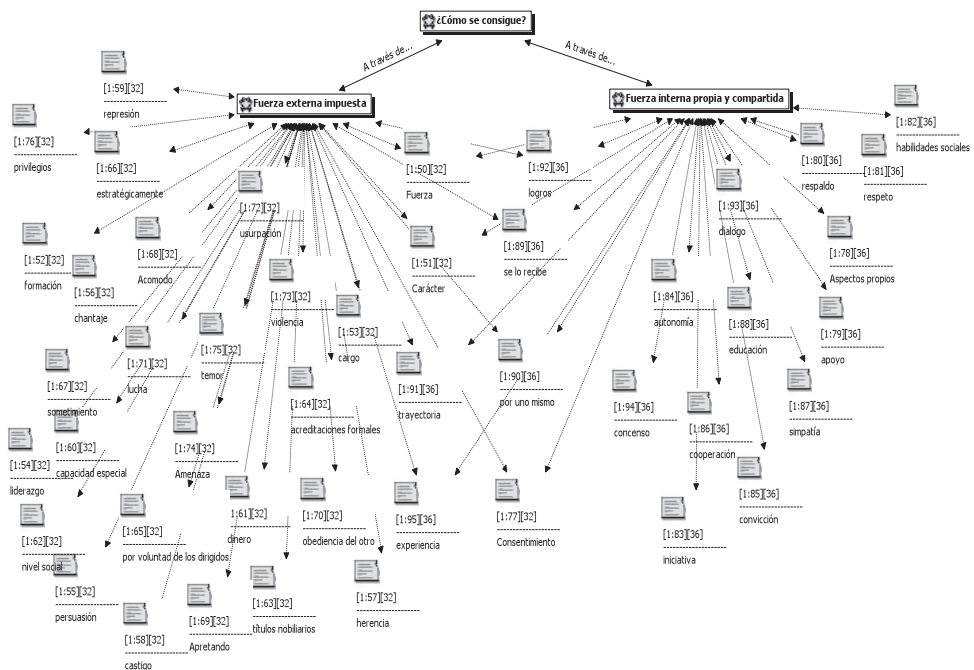 ¿Cómo se consigue?
A través de...
A través de...
Fuerza externa impuesta
Fuerza interna propia y compartida
[1:59][32]
represión
[1:76][32]
privilegios
[1:66][32]
estratégicamente
[1:50][32]
Fuerza
[1:92][36]
logros
[1:80][36]
respaldo
[1:82][36]
habilidades sociales
[1:81][36]
respeto
[1:72][32]
usurpación
[1:93][36]
dialógo
[1:52][32]
formación
[1:68][32]
Acomodo
[1:56][32]
chantaje
[1:51][32]
Carácter
[1:89][36]
se lo recibe
[1:78][36]
Aspectos propios
[1:73][32]
violencia
[1:53][32]
cargo
[1:84][36]
autonomía
[1:88][36]
educación
[1:79][36]
apoyo
[1:71][32]
lucha
[1:75][32]
temor
[1:67][32]
sometimiento
[1:64][32]
acreditaciones formales
[1:91][36]
trayectoria
[1:90][36]
por uno mismo
[1:94][36]
concenso
[1:86][36]
cooperación
[1:87][36]
simpatía
[1:54][32]
liderazgo
[1:60][32]
capacidad especial
[1:74][32]
Amenaza
[1:62][32]
nivel social
[1:65][32]
por voluntad de los dirigidos
[1:61][32]
dinero
[1:70][32]
obediencia del otro
[1:95][36]
experiencia
[1:77][32]
Consentimiento
[1:85][36]
convicción
[1:83][36]
iniciativa
[1:55][32]
persuasión
[1:58][32]
castigo
[1:69][32]
Apretando
[1:63][32]
títulos nobiliarios
[1:57][32]
herencia